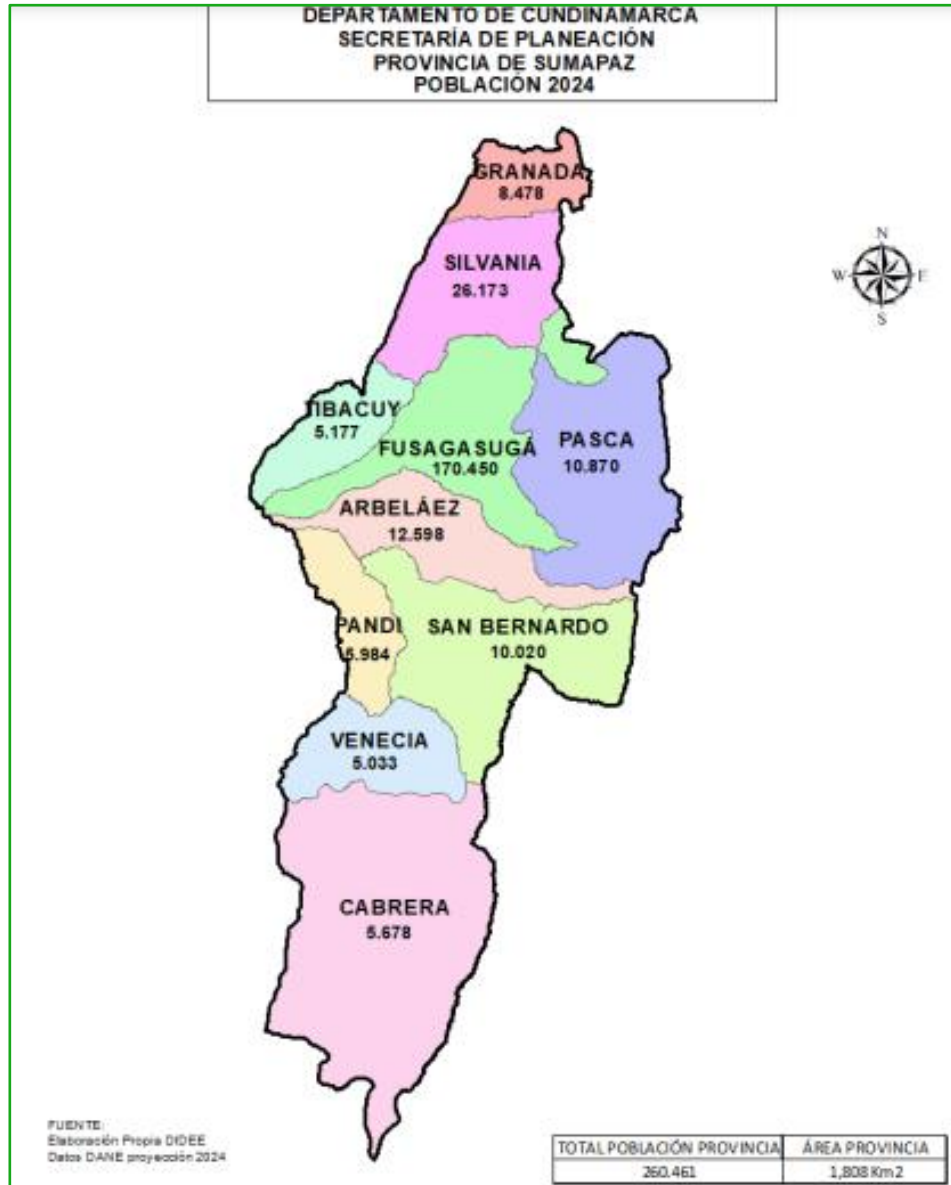 DEPARTAMENTO DE CUNDINAMARCA
SECRETARÍA DE PLANEACIÓN
PROVINCIA DE SUMAPAZ
POBLACIÓN 2024
GRANADA
8.478
N
W
E
S
SILVANIA
26.173
TIBACUY
5.177
FUSAGASUGÁ
170.450
PASCA
10.870
ARBELÁEZ
12.598
PANDI
5.984
SAN BERNARDO
10.020
VENECIA
5.033
CABRERA
5.678
FUENTE:
Elaboración Propia DIDEE
Datos DANE proyección 2024
TOTAL POBLACIÓN PROVINCIA ÁREA PROVINCIA
260.461 1,808 Km2